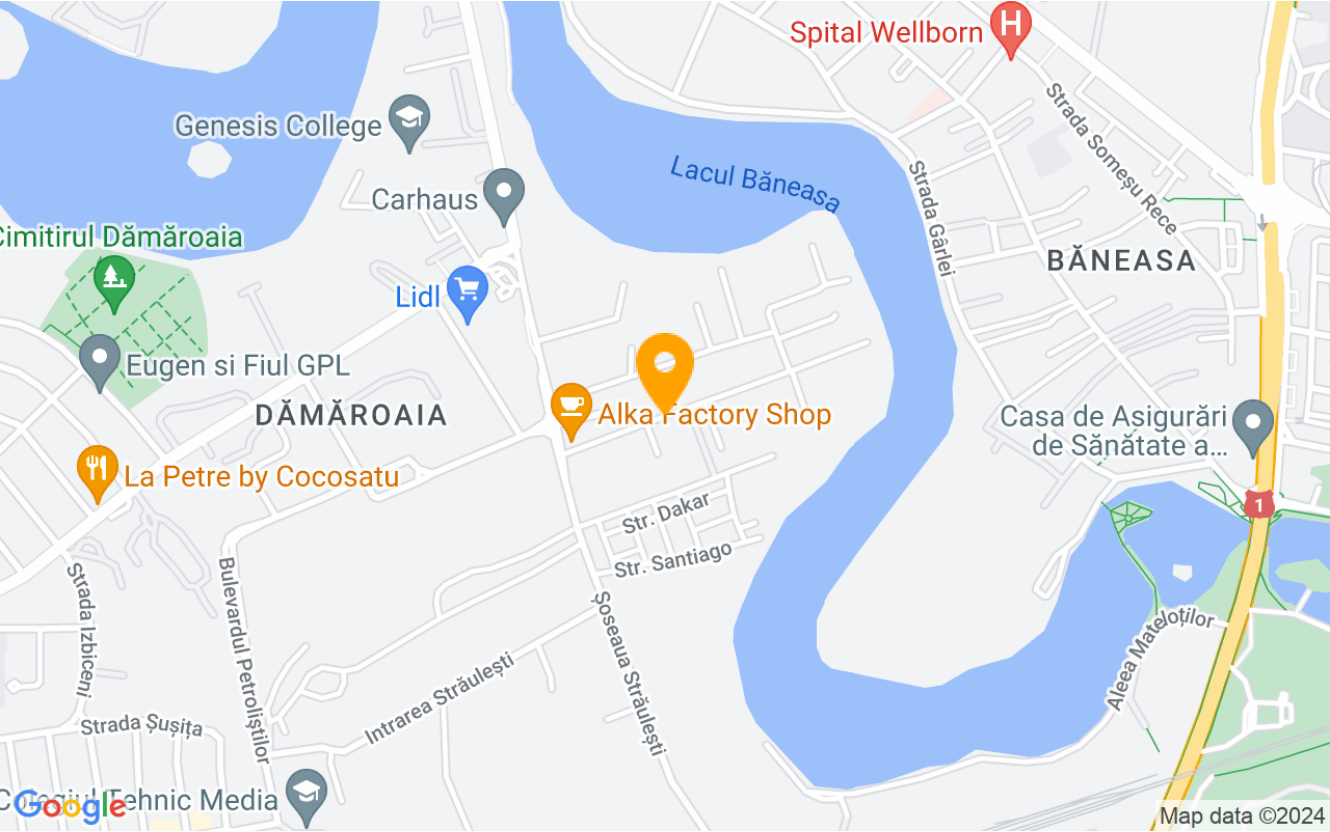 Spital Wellborn
H
Genesis College
Strada Someșu Rece
Lacul Băneasa
Carhaus
Strada Gârlei
Cimitirul Dămăroaia
BĂNEASA
Lidl
Eugen si Fiul GPL
DĂMĂROAIA
Alka Factory Shop
Casa de Asigurări
de Sănătate a...
La Petre by Cocosatu
1
Str. Dakar
Str. Santiago
Strada Izbiceni
Bulevardul Petroliștilor
Șoseaua Străulești
Aleea Mateloților
Intrarea Străulești
Strada Șușița
Colegiul Tehnic Media
Google
Map data ©2024